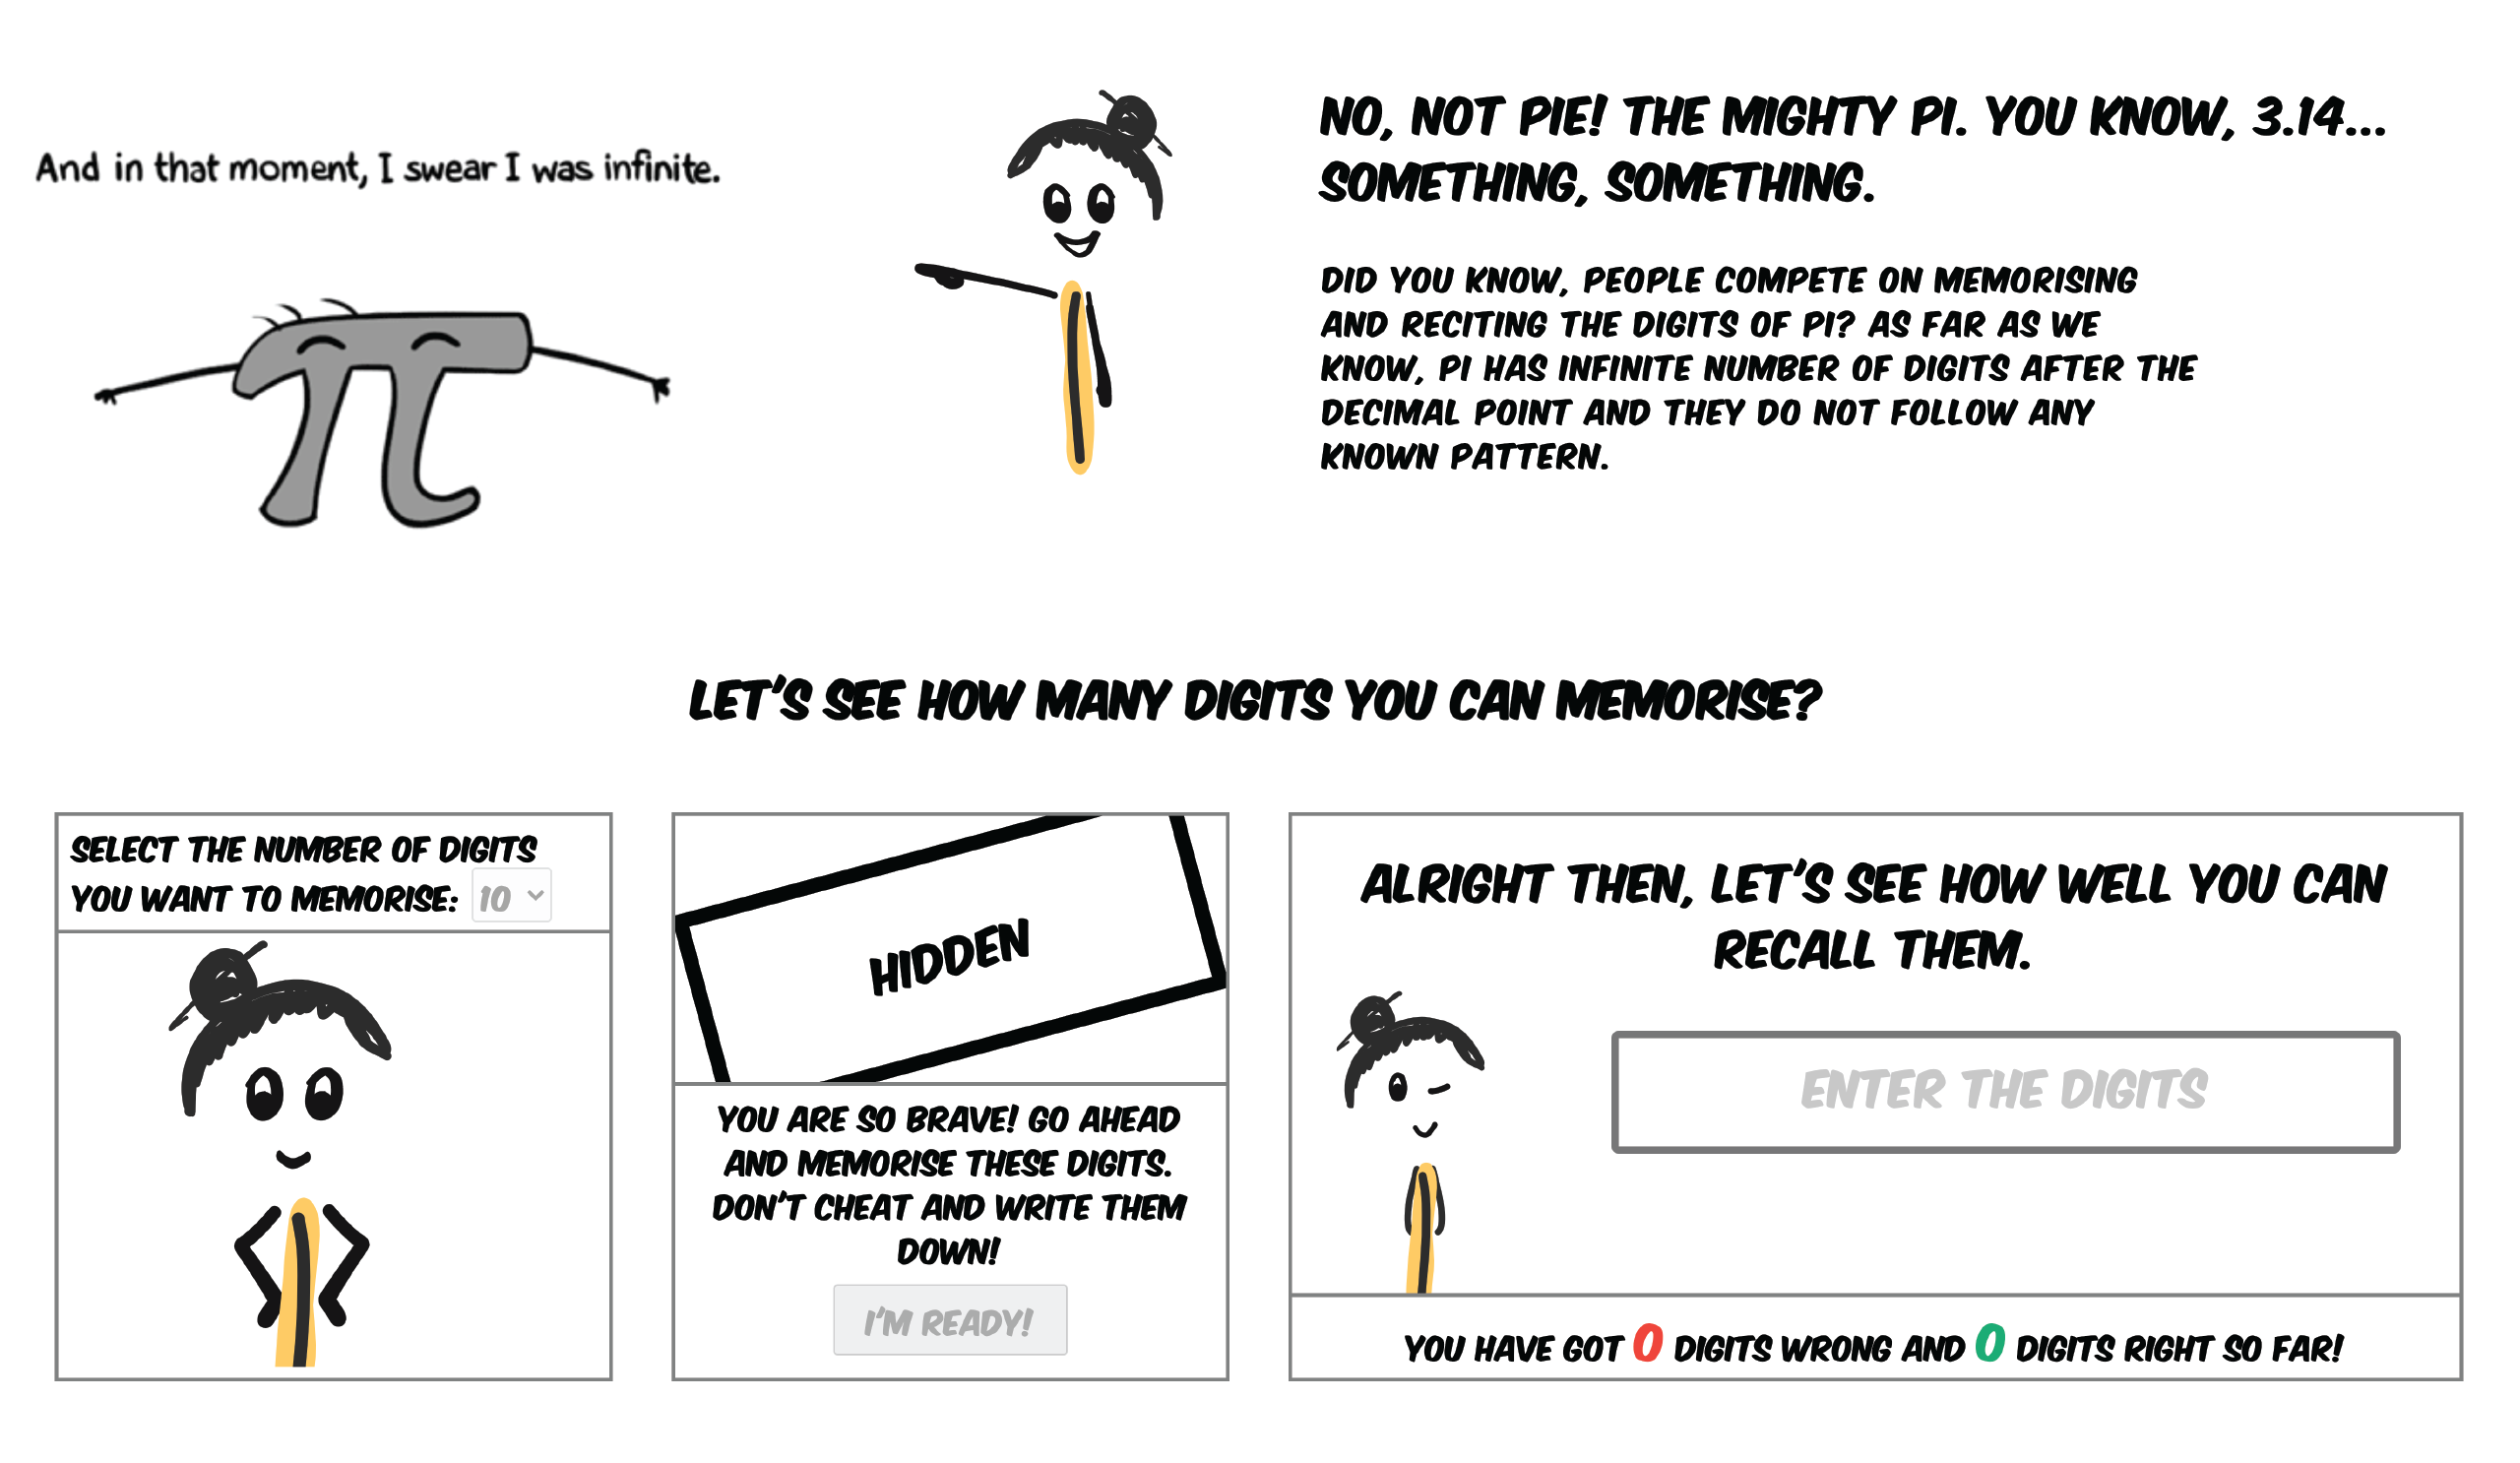 And in that moment, I swear I was infinite.
NO, NOT PIE! THE MIGHTY PI. YOU KNOW, 3.14...
SOMETHING, SOMETHING.
DID YOU KNOW, PEOPLE COMPETE ON MEMORISING
AND RECITING THE DIGITS OF PI? AS FAR AS WE
KNOW, PI HAS INFINITE NUMBER OF DIGITS AFTER THE
DECIMAL POINT AND THEY DO NOT FOLLOW ANY
KNOWN PATTERN.
LET'S SEE HOW MANY DIGITS YOU CAN MEMORISE?
SELECT THE NUMBER OF DIGITS
YOU WANT TO MEMORISE: 10
HIDDEN
YOU ARE SO BRAVE! GO AHEAD
AND MEMORISE THESE DIGITS.
DON'T CHEAT AND WRITE THEM
DOWN!
I'M READY!
ALRIGHT THEN, LET'S SEE HOW WELL YOU CAN
RECALL THEM.
ENTER THE DIGITS
YOU HAVE GOT 0 DIGITS WRONG AND 0 DIGITS RIGHT SO FAR!